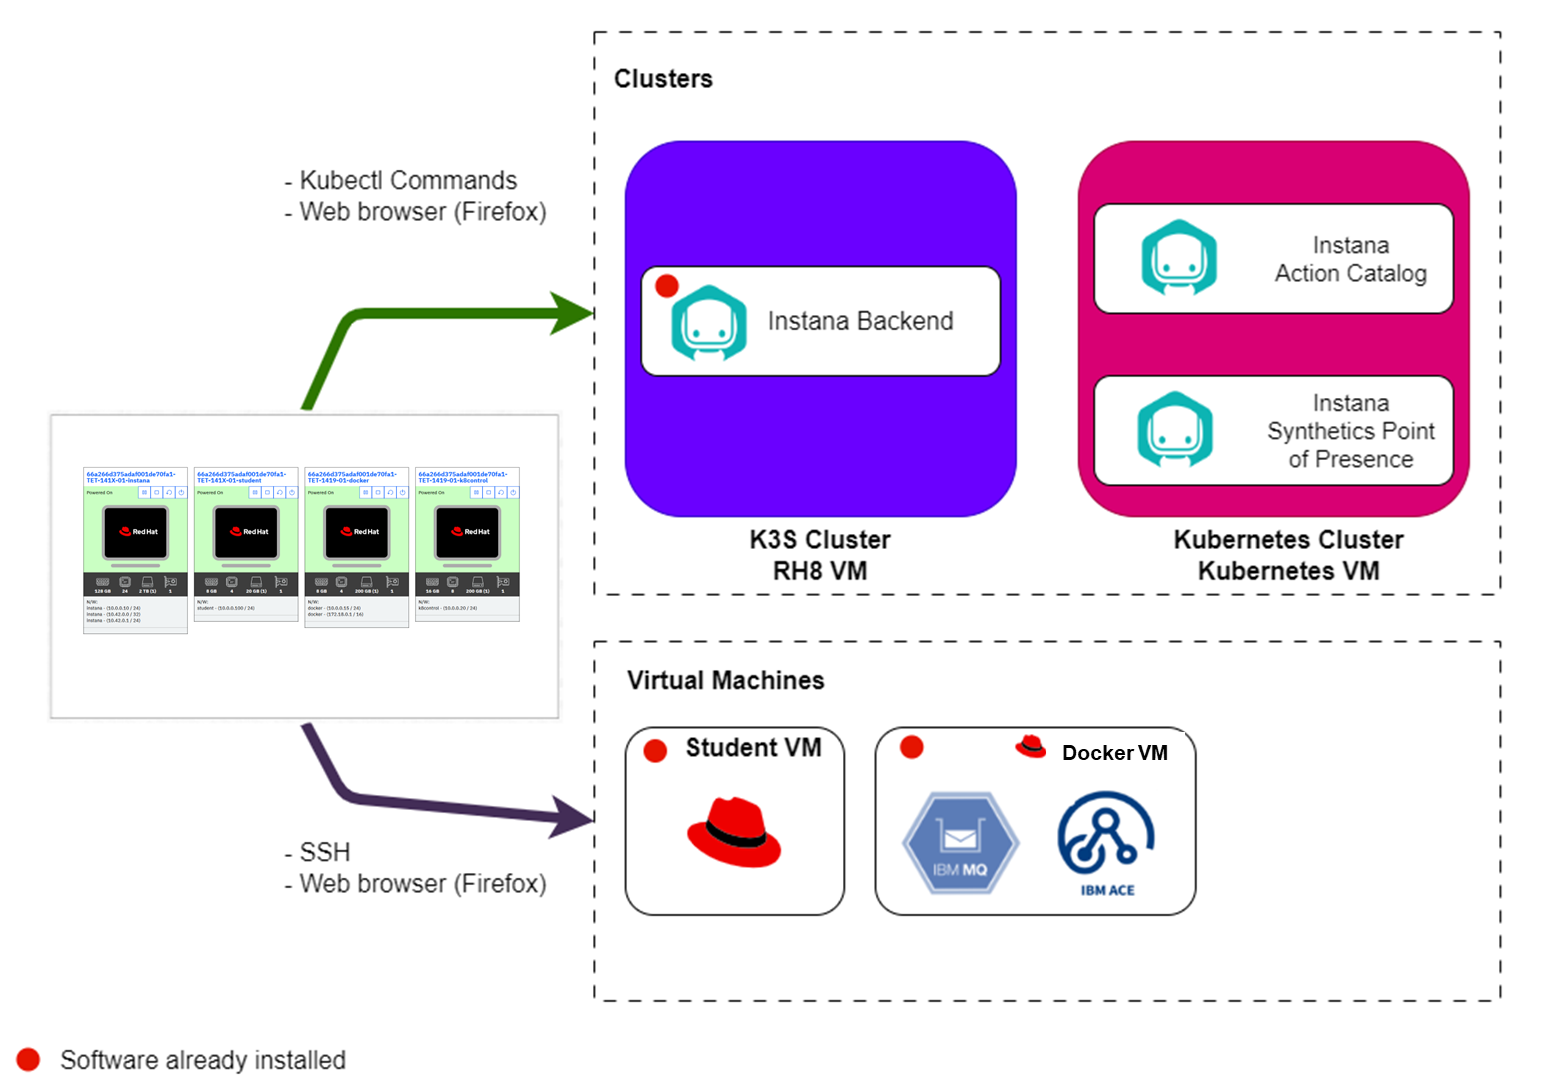 Clusters
- Kubectl Commands
- Web browser (Firefox)
Instana Backend
Instana
Action Catalog
Instana
Synthetics Point
of Presence
K3S Cluster
RH8 VM
Kubernetes Cluster
Kubernetes VM
66a266d375adaf001de70fa1-
TET-141X-01-instana
Powered On
Red Hat
128 GB 24 2 TB (1) 1
N/W:
instana - (10.0.0.10 / 24)
instana - (10.42.0.0 / 32)
instana - (10.42.0.1 / 24)
66a266d375adaf001de70fa1-
TET-141X-01-student
Powered On
Red Hat
8 GB 4 20 GB (1) 1
N/W:
student - (10.0.0.100 / 24)
66a266d375adaf001de70fa1-
TET-1419-01-docker
Powered On
Red Hat
8 GB 4 200 GB (1) 1
N/W:
docker - (10.0.0.15 / 24)
docker - (172.18.0.1 / 16)
66a266d375adaf001de70fa1-
TET-1419-01-k8control
Powered On
Red Hat
16 GB 8 200 GB (1) 1
N/W:
k8control - (10.0.0.20 / 24)
Virtual Machines
Student VM
Docker VM
IBM MQ
IBM ACE
- SSH
- Web browser (Firefox)
Software already installed